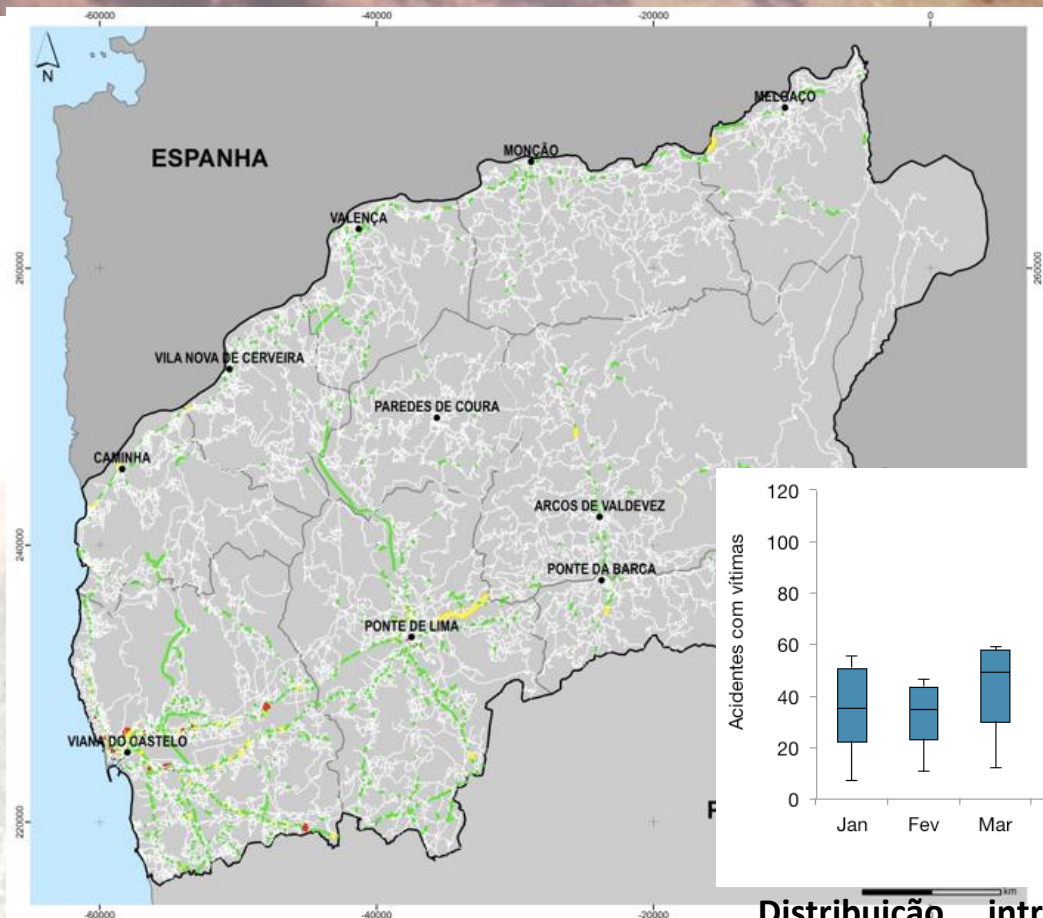 -60000
-40000
-20000
0
N
ESPANHA
MELGAÇO
MONÇÃO
VALENÇA
260000
260000
VILA NOVA DE CERVEIRA
PAREDES DE COURA
CAMINHA
ARCOS DE VALDEVEZ
240000
PONTE DA BARCA
PONTE DE LIMA
VIANA DO CASTELO
220000
Acidentes com vítimas
120
100
80
60
40
20
0
Jan Fev Mar
km
-60000
-40000
-20000
Distribuição intr